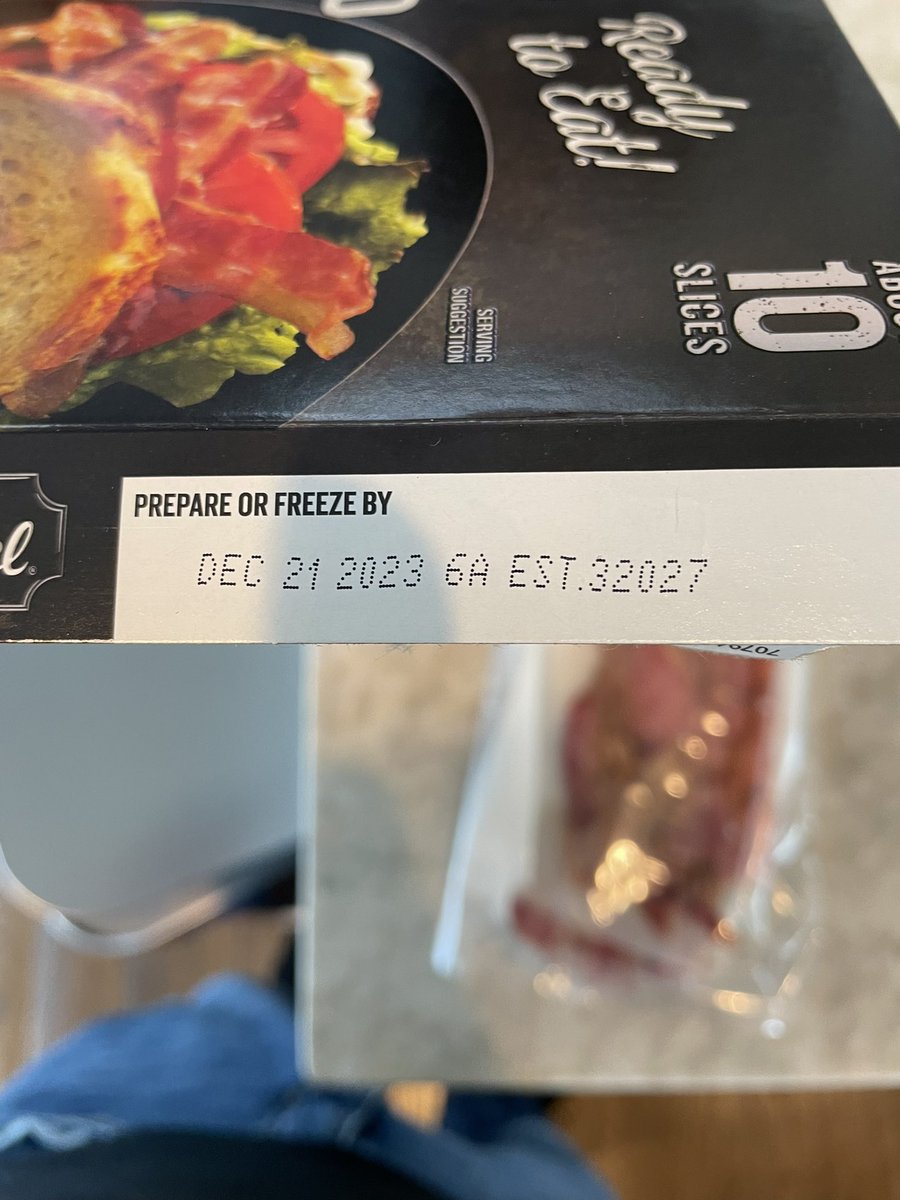 Ready
to Eat!
10
SLICES
SERVING
SUGGESTION
PREPARE OR FREEZE BY
DEC 21 2023 6A EST.32027